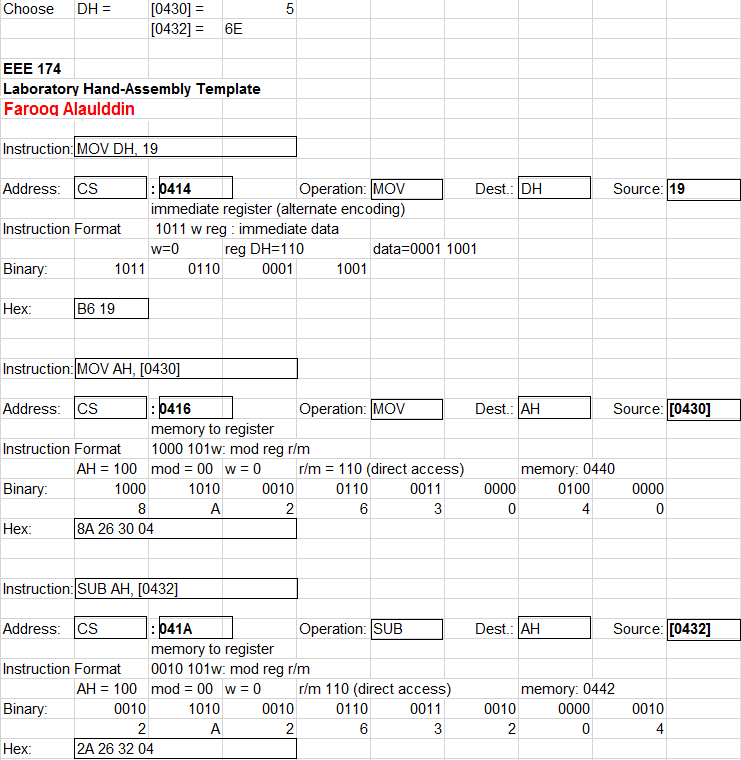 Choose DH = [0430] = 5
[0432] = 6E
EEE 174
Laboratory Hand-Assembly Template
Farooq Alaulddin
Instruction: MOV DH, 19
Address: CS : 0414 Operation: MOV Dest.: DH Source: 19
immediate register (alternate encoding)
Instruction Format 1011 w reg : immediate data
w=0 reg DH=110 data=0001 1001
Binary: 1011 0110 0001 1001
Hex: B6 19
Instruction: MOV AH, [0430]
Address: CS : 0416 Operation: MOV Dest.: AH Source: [0430]
memory to register
Instruction Format 1000 101w: mod reg r/m
AH = 100 mod = 00 w = 0 r/m = 110 (direct access) memory: 0440
Binary: 1000 1010 0010 0110 0011 0000 0100 0000
8 A 2 6 3 0 4 0
Hex: 8A 26 30 04
Instruction: SUB AH, [0432]
Address: CS : 041A Operation: SUB Dest.: AH Source: [0432]
memory to register
Instruction Format 0010 101w: mod reg r/m
AH = 100 mod = 00 w = 0 r/m 110 (direct access) memory: 0442
Binary: 0010 1010 0010 0110 0011 0010 0000 0010
2 A 2 6 3 2 0 4
Hex: 2A 26 32 04